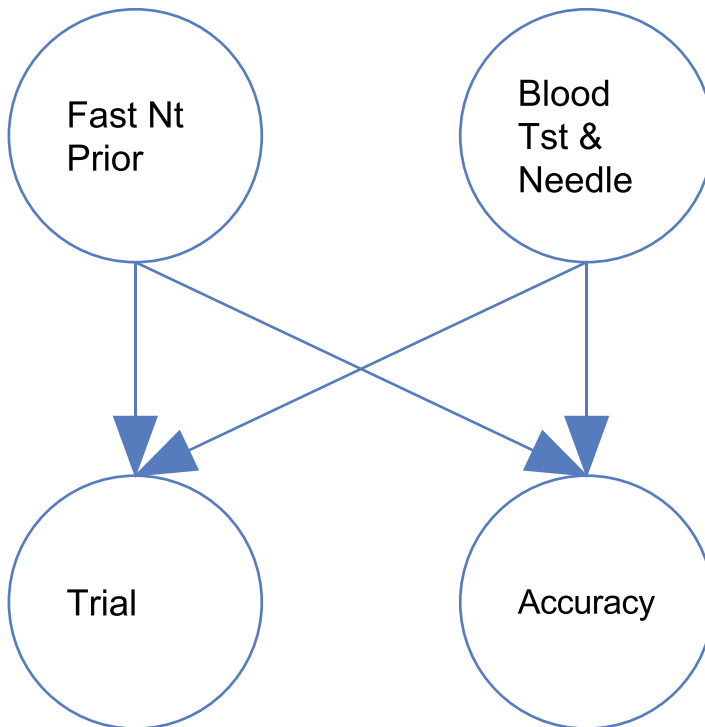 Fast Nt
Prior
Blood
Tst &
Needle
Trial
Accuracy